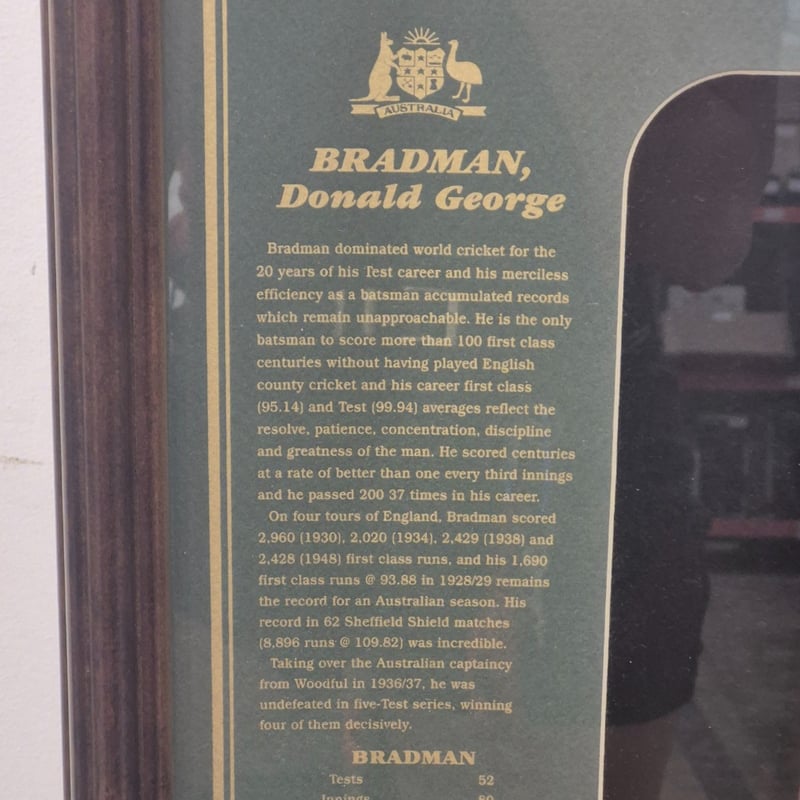 AUSTRALIA
BRADMAN,
Donald George
Bradman dominated world cricket for the
20 years of his Test career and his merciless
efficiency as a batsman accumulated records
which remain unapproachable. He is the only
batsman to score more than 100 first class
centuries without having played English
county cricket and his career first class
(95.14) and Test (99.94) averages reflect the
resolve, patience, concentration, discipline
and greatness of the man. He scored centuries
at a rate of better than one every third innings
and he passed 200 37 times in his career.
On four tours of England, Bradman scored
2,960 (1930), 2,020 (1934), 2,429 (1938) and
2,428 (1948) first class runs, and his 1,690
first class runs @ 93.88 in 1928/29 remains
the record for an Australian season. His
record in 62 Sheffield Shield matches
(8,896 runs @ 109.82) was incredible.
Taking over the Australian captaincy
from Woodful in 1936/37, he was
undefeated in five-Test series, winning
four of them decisively.
BRADMAN
Tests 52
Innings 80